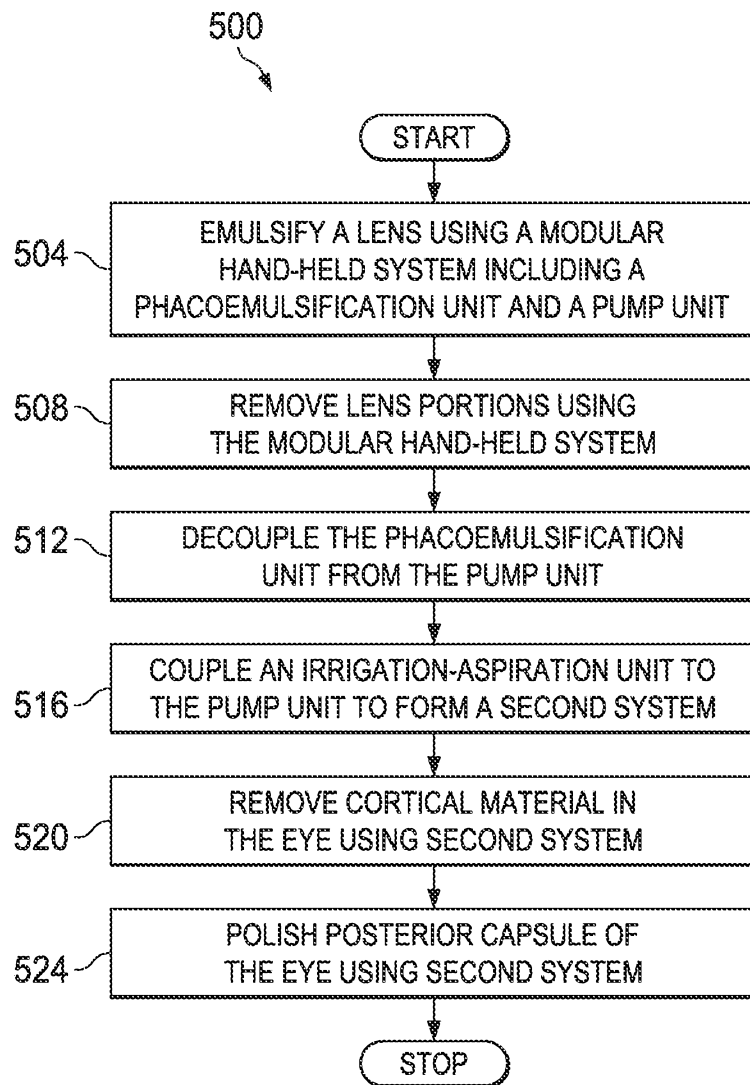 500
START
504
EMULSIFY A LENS USING A MODULAR
HAND-HELD SYSTEM INCLUDING A
PHACOEMULSIFICATION UNIT AND A PUMP UNIT
508
REMOVE LENS PORTIONS USING
THE MODULAR HAND-HELD SYSTEM
512
DECOUPLE THE PHACOEMULSIFICATION
UNIT FROM THE PUMP UNIT
516
COUPLE AN IRRIGATION-ASPIRATION UNIT TO
THE PUMP UNIT TO FORM A SECOND SYSTEM
520
REMOVE CORTICAL MATERIAL IN
THE EYE USING SECOND SYSTEM
524
POLISH POSTERIOR CAPSULE OF
THE EYE USING SECOND SYSTEM
STOP